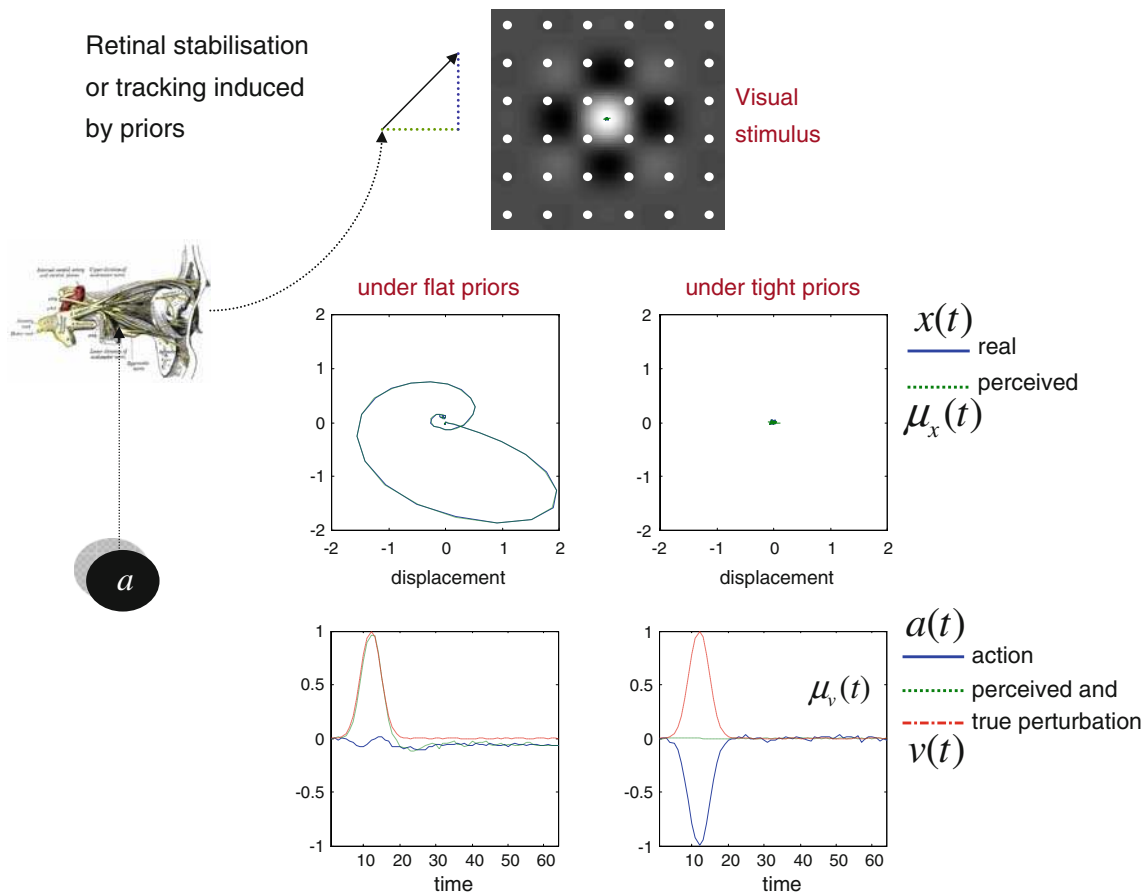 Retinal stabilisation
or tracking induced
by priors
Visual
stimulus
under flat priors
under tight priors
2
1
0
-1
-2
-2
-1
0
1
2
displacement
2
1
0
-1
-2
-2
-1
0
1
2
displacement
x(t)
real
perceived
μx(t)
a
1
0.5
0
-0.5
-1
10
20
30
40
50
60
time
1
0.5
0
-0.5
-1
10
20
30
40
50
60
time
μv(t)
a(t)
action
perceived and
true perturbation
v(t)